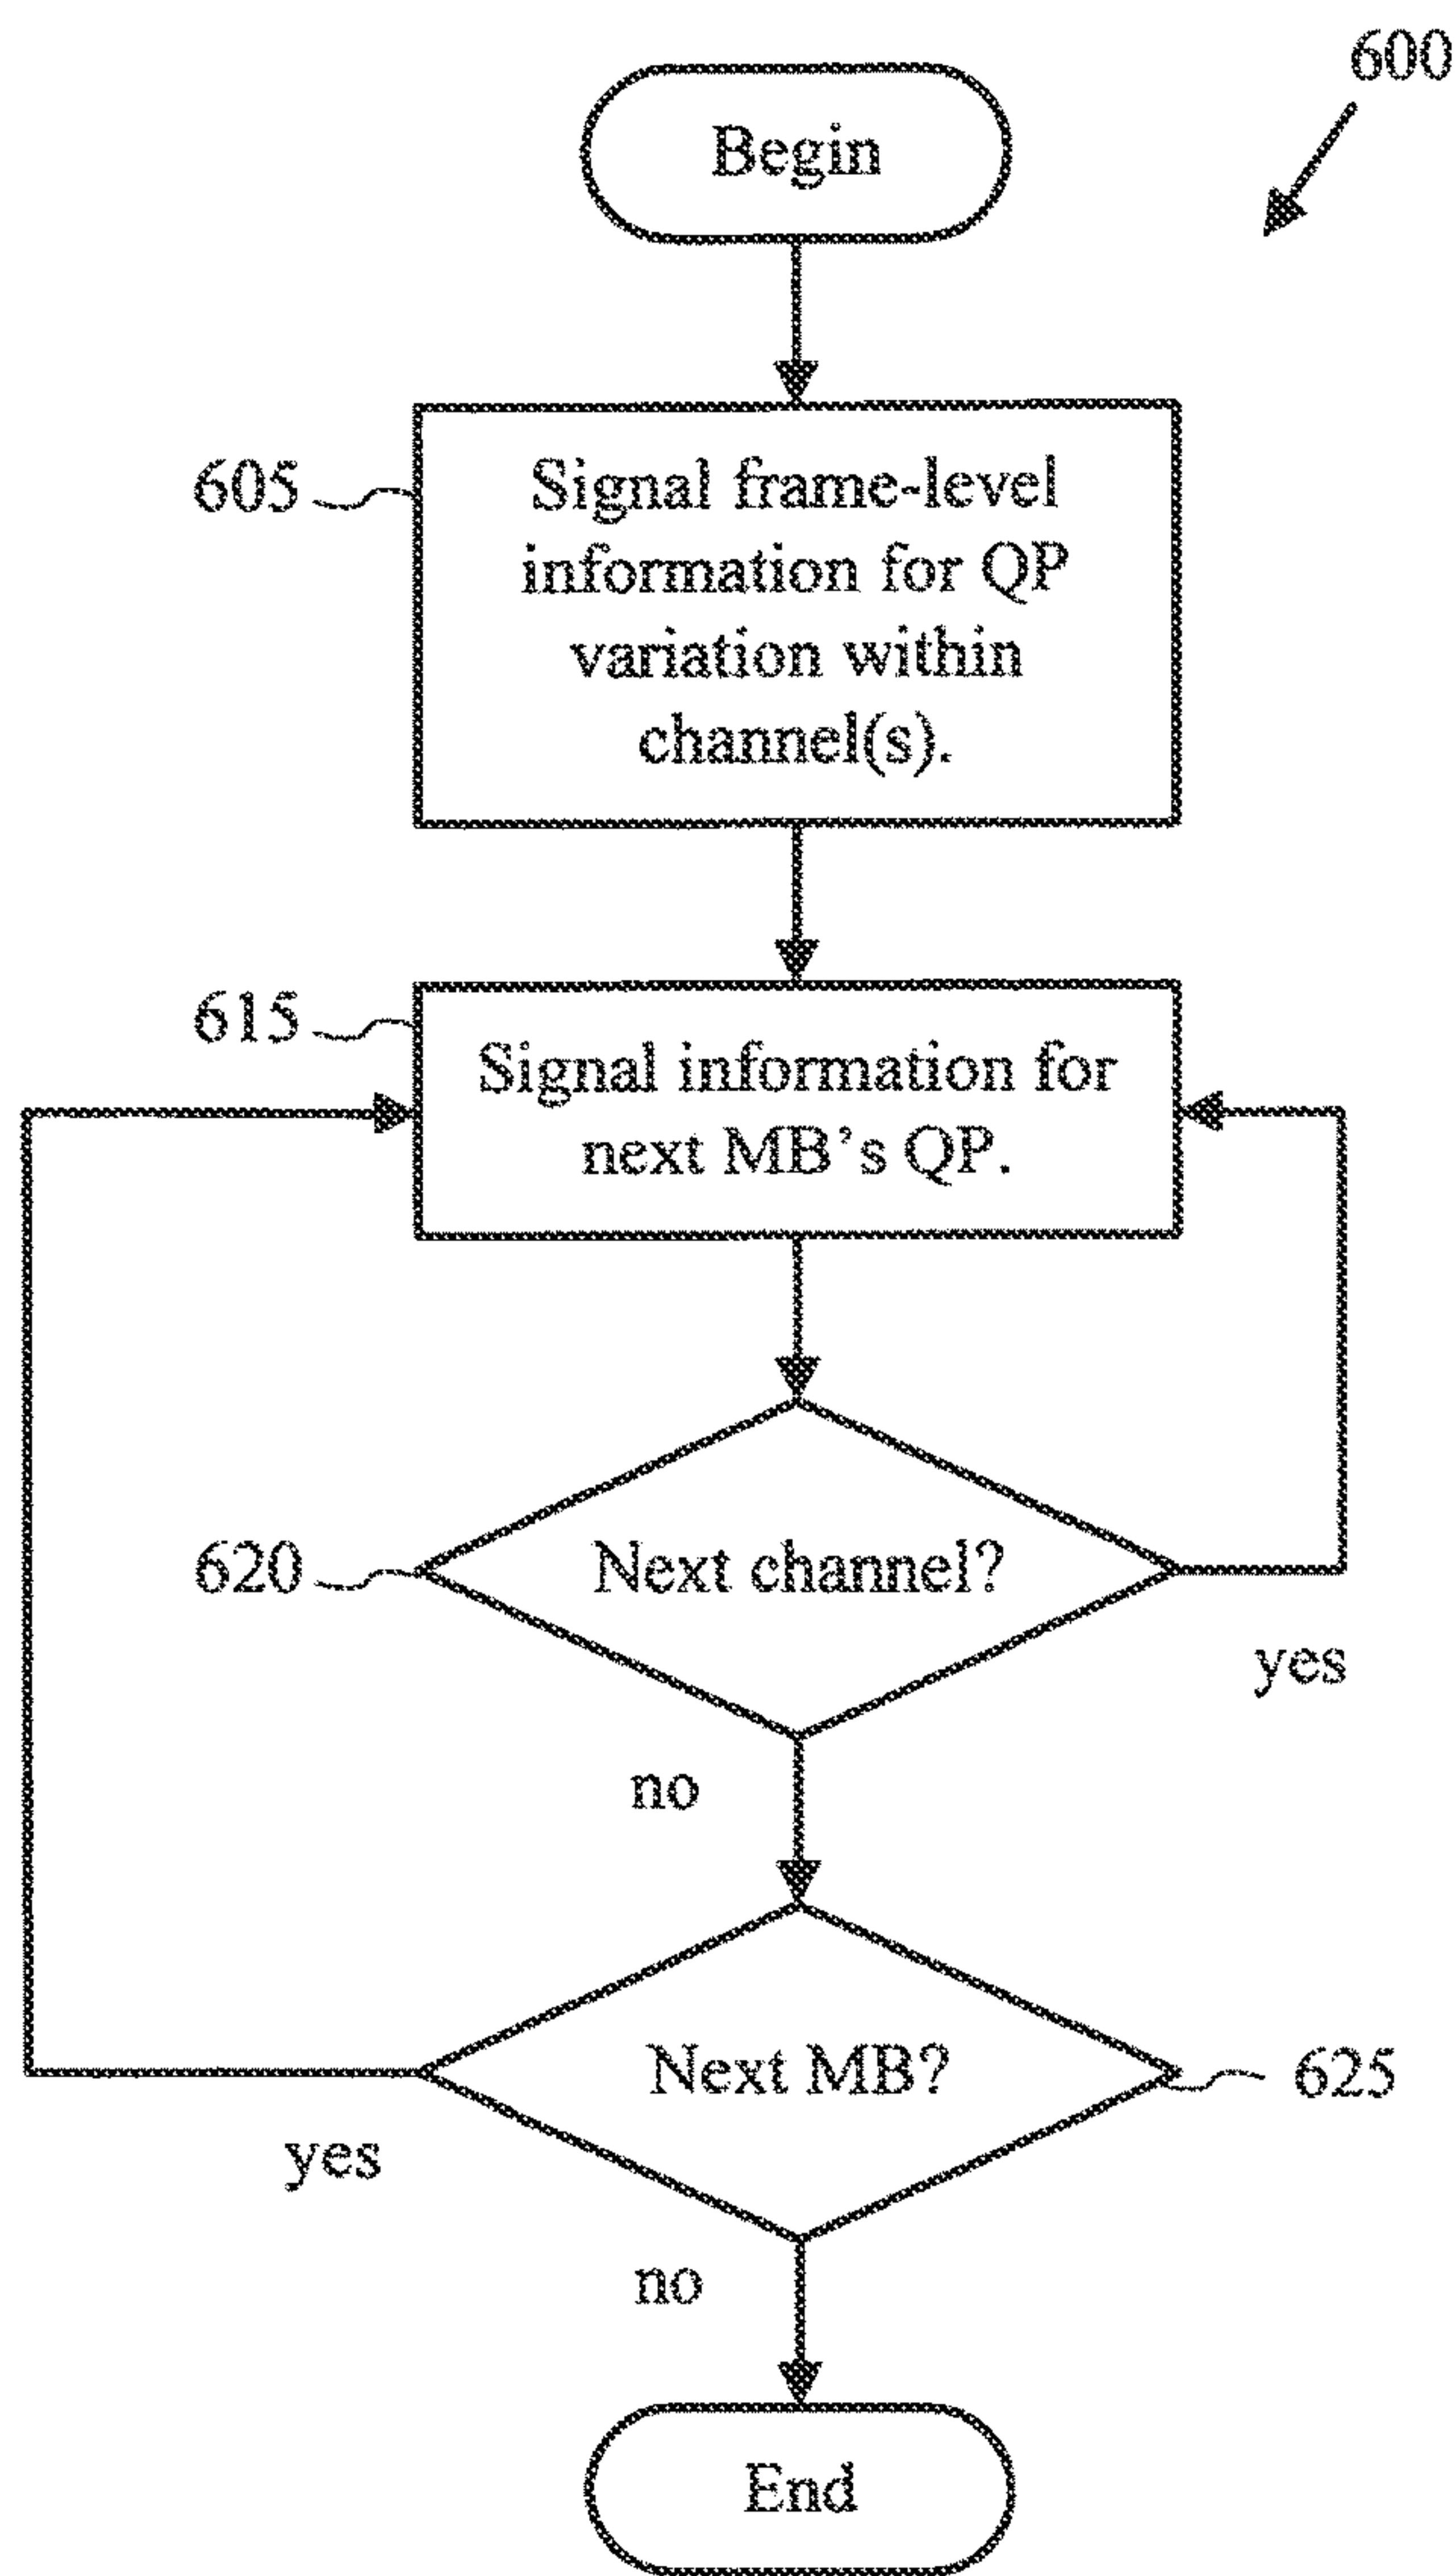 600
Begin
605
Signal frame-level
information for QP
variation within
channel(s).
615
Signal information for
next MB's QP.
620
Next channel?
yes
no
Next MB?
625
yes
no
End